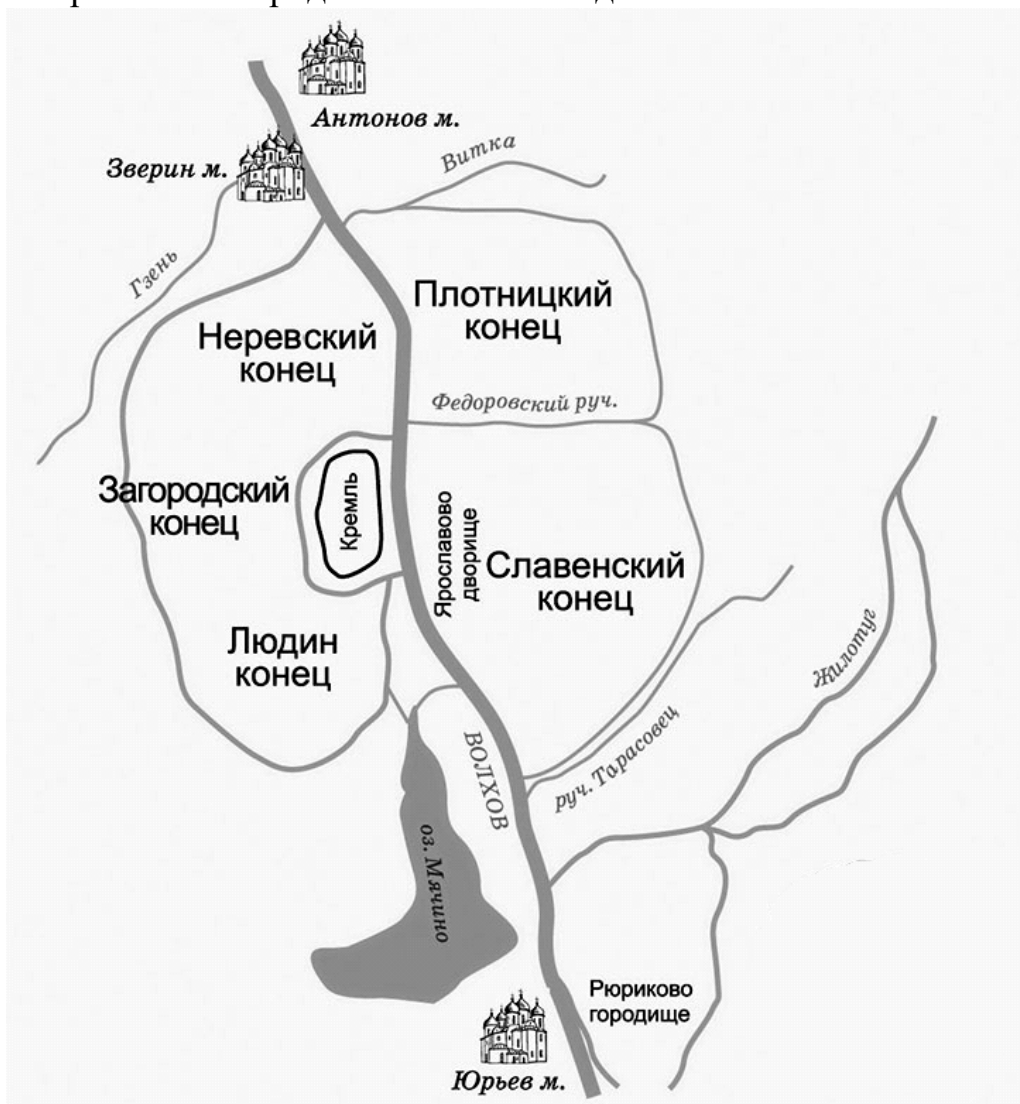 Антонов м.
Зверин м.
Витка
Гзень
Плотницкий
конец
Неревский
конец
Федоровский руч.
Загородский
конец
Кремль
Ярославово
дворище
Славенский
конец
Людин
конец
Жилотуг
руч. Тарасовец
ВОЛХОВ
оз. Мячино
Рюриково
городище
Юрьев м.